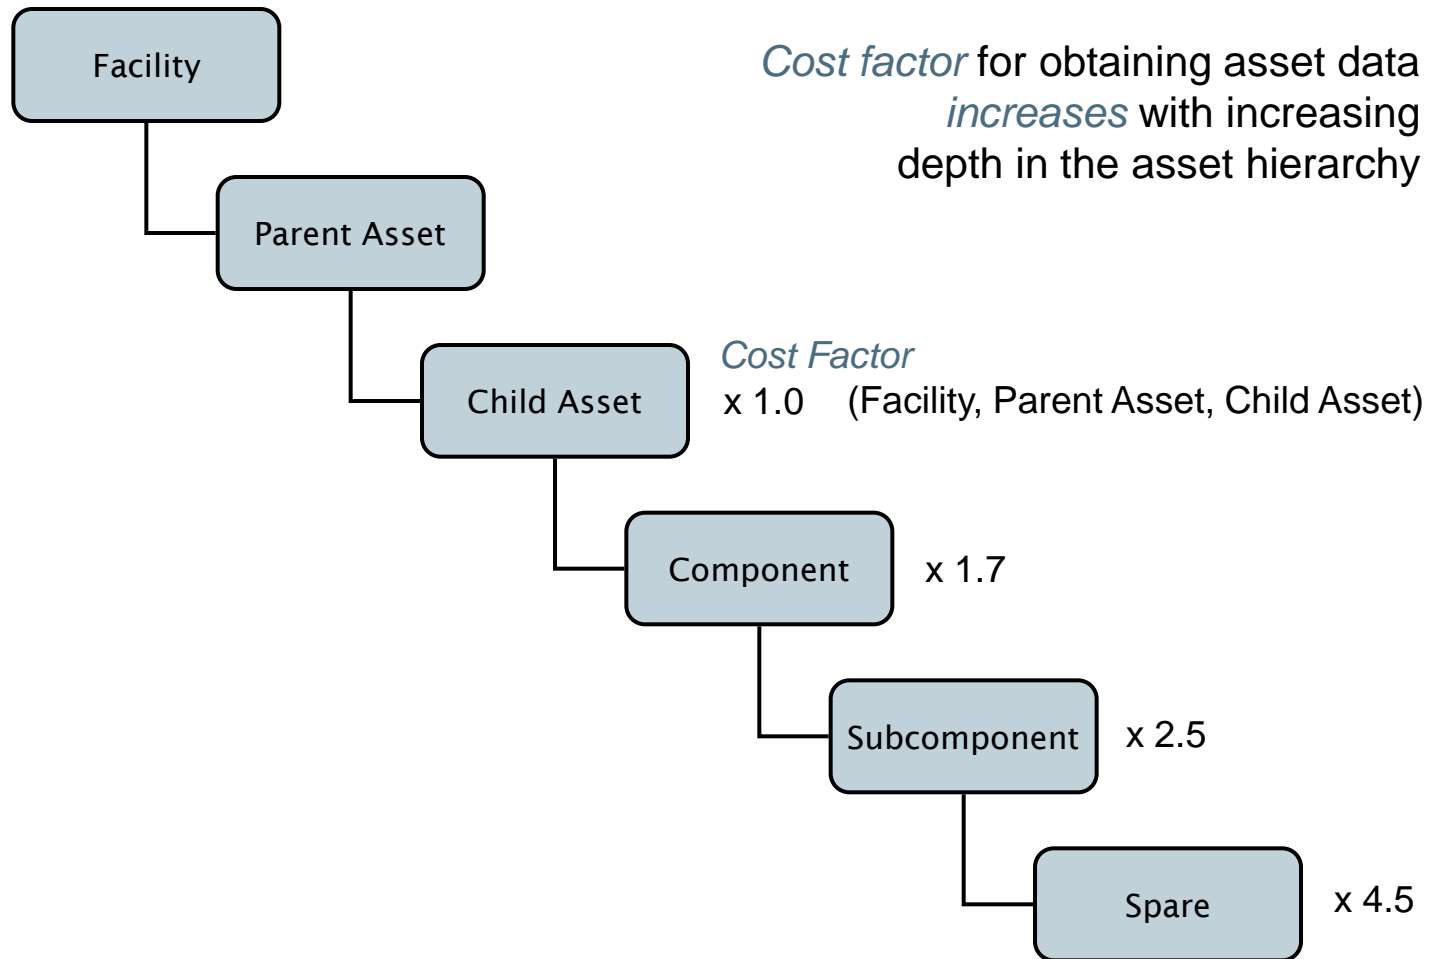 Facility
Cost factor for obtaining asset data
increases with increasing
depth in the asset hierarchy
Parent Asset
Cost Factor
Child Asset
x 1.0 (Facility, Parent Asset, Child Asset)
Component
x 1.7
Subcomponent
x 2.5
Spare
x 4.5